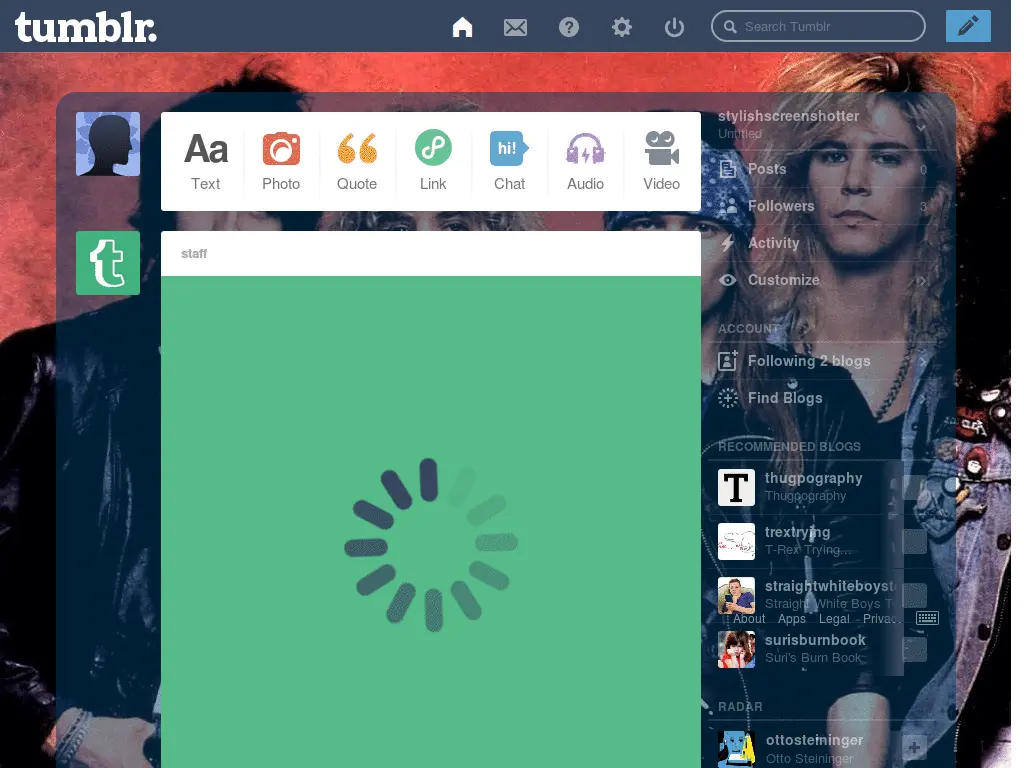 tumblr.
Search Tumblr
Aa
hi!
Text
Photo
Quote
Link
Chat
Audio
Video
t
staff
stylishscreenshotter
Untitled
Posts 0
Followers 3
Activity
Customize
ACCOUNT
Following 2 blogs
Find Blogs
RECOMMENDED BLOGS
T
thugpography
Thugpography
trextrying
T-Rex Trying...
straightwhiteboyst
Straight White Boys T
About Apps Legal Privac
surisburnbook
Suri's Burn Book
RADAR
ottosteininger
Otto Steininger